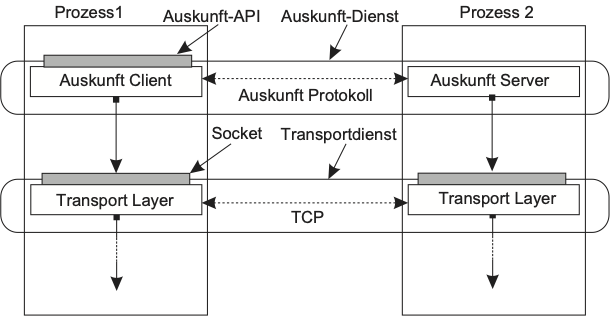 Prozess1
Auskunft-API
Auskunft-Dienst
Prozess 2
Auskunft Client
Auskunft Server
Auskunft Protokoll
Socket
Transportdienst
Transport Layer
Transport Layer
TCP